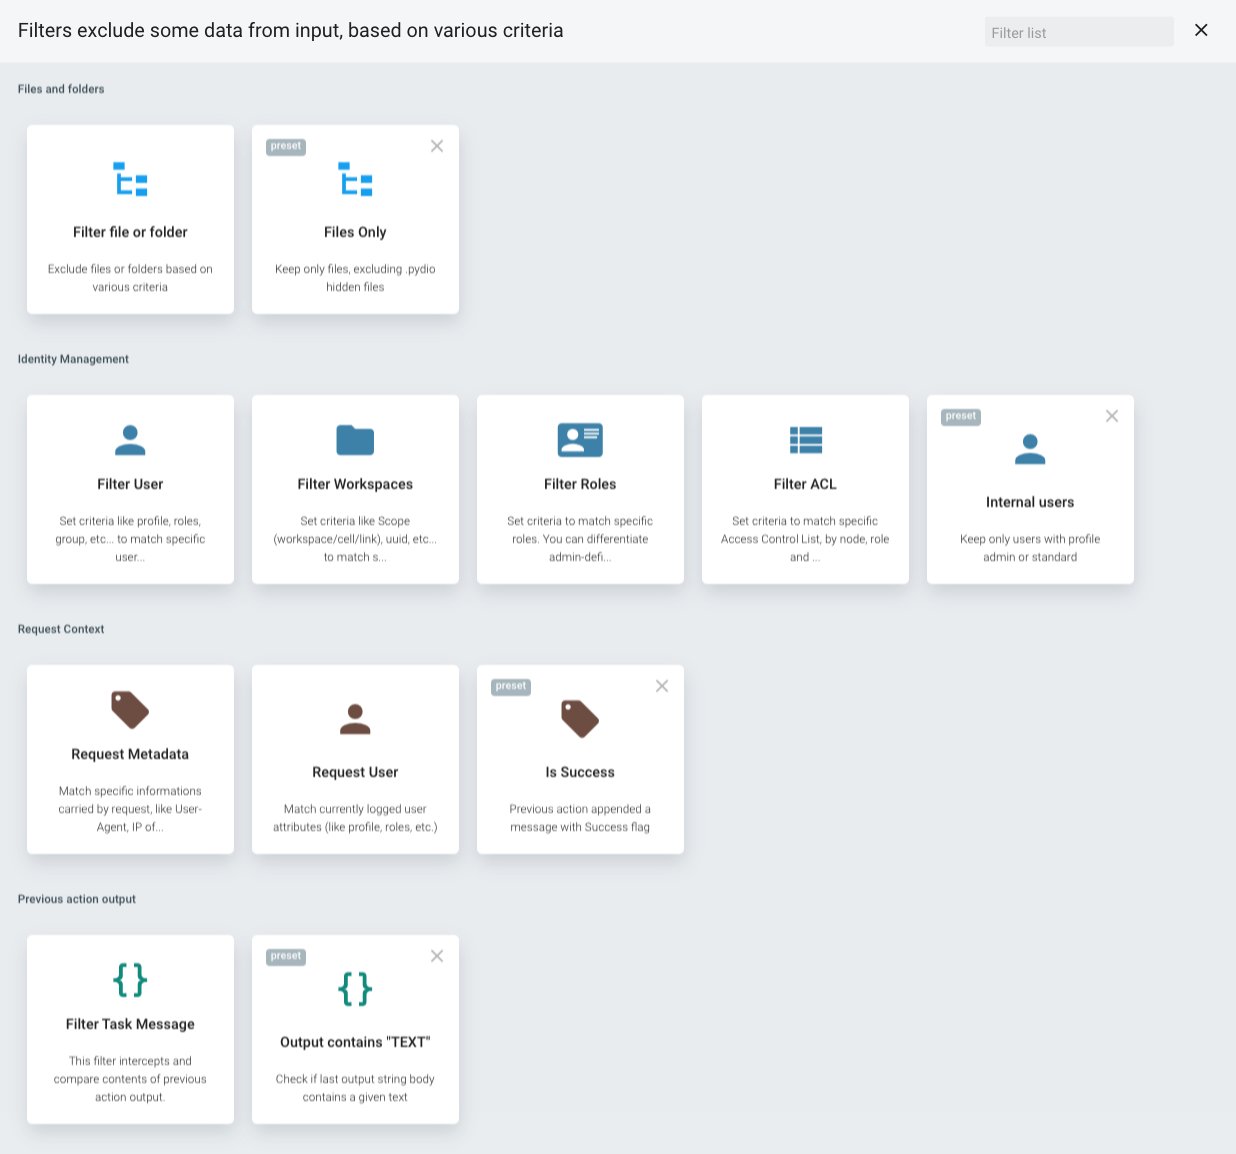 Filters exclude some data from input, based on various criteria
Filter list
Files and folders
Filter file or folder
Exclude files or folders based on
various criteria
preset
Files Only
Keep only files, excluding .pydio
hidden files
Identity Management
Filter User
Set criteria like profile, roles,
group, etc... to match specific
user...
Filter Workspaces
Set criteria like Scope
(workspace/cell/link), uuid, etc...
to match s...
Filter Roles
Set criteria to match specific
roles. You can differentiate
admin-defi...
Filter ACL
Set criteria to match specific
Access Control List, by node, role
and ...
preset
Internal users
Keep only users with profile
admin or standard
Request Context
Request Metadata
Match specific informations
carried by request, like User-
Agent, IP of...
Request User
Match currently logged user
attributes (like profile, roles, etc.)
preset
Is Success
Previous action appended a
message with Success flag
Previous action output
Filter Task Message
This filter intercepts and
compare contents of previous
action output.
preset
Output contains "TEXT"
Check if last output string body
contains a given text